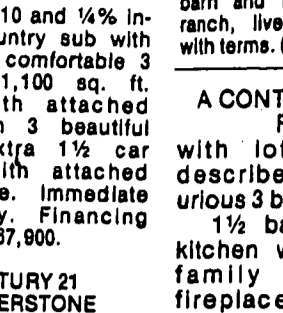 10 and ¼% in-
untry sub with
comfortable 3
1,100 sq. ft.
th attached
3 beautiful
xtra 1½ car
ith attached
e. Immediate
y. Financing
67,900.
TURY 21
ERSTONE
barn and
ranch, live
with terms. (
A CONT
F
with lot
describe
urious 3 b
1½ ba
kitchen w
family
fireplace